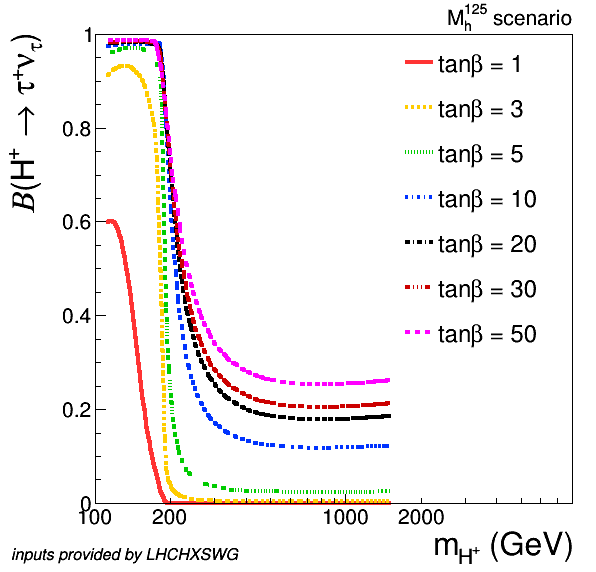 M_h^125 scenario
B(H⁺ → τ⁺ν_τ)
1
0.8
0.6
0.4
0.2
0
100 200 1000 2000
m_H⁺ (GeV)
tanβ = 1
tanβ = 3
tanβ = 5
tanβ = 10
tanβ = 20
tanβ = 30
tanβ = 50
inputs provided by LHCHXSWG